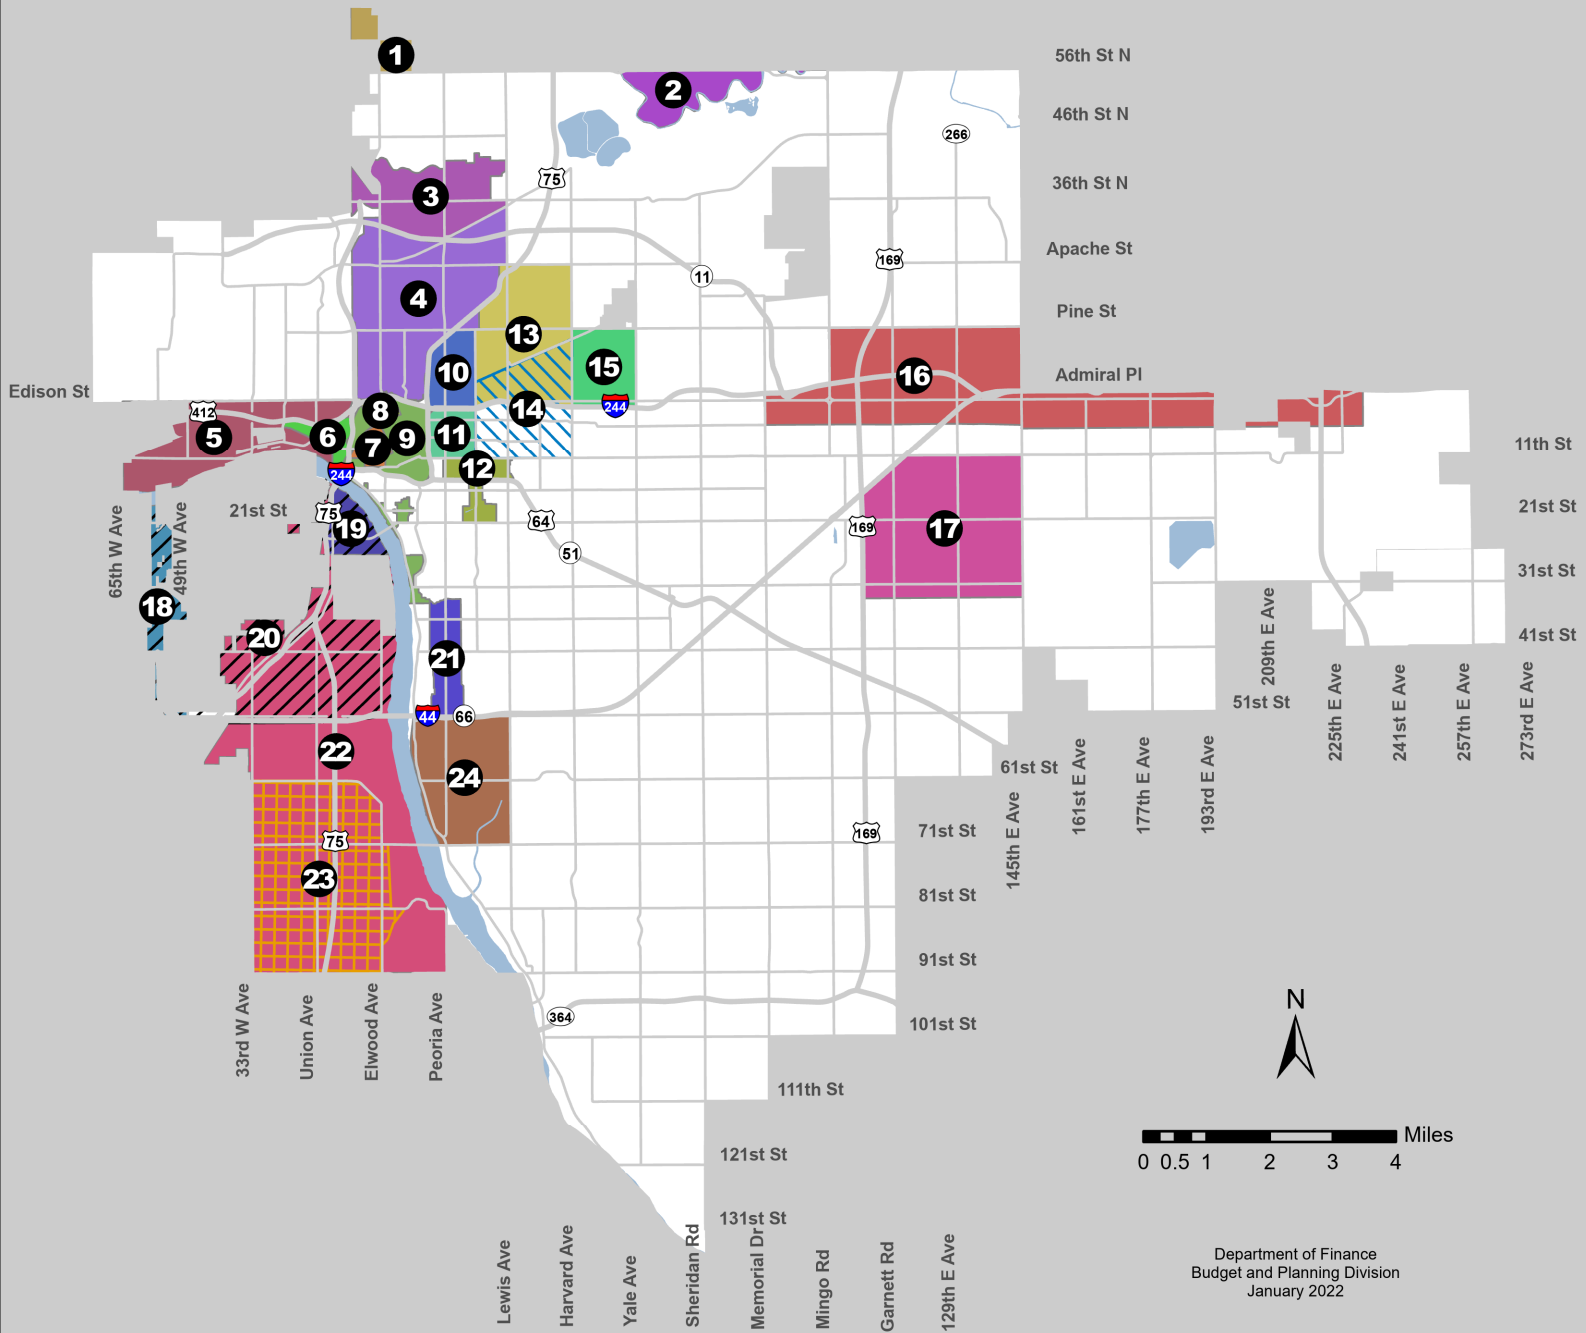 1
56th St N
2
46th St N
266
36th St N
75
3
Apache St
169
11
4
Pine St
13
15
10
16
Admiral Pl
Edison St
244
14
8
412
5
6
7
9
11
12
11th St
244
21st St
75
19
64
169
17
21st St
51
31st St
65th W Ave
49th W Ave
18
20
41st St
209th E Ave
21
51st St
44
66
22
24
61st St
225th E Ave
241st E Ave
257th E Ave
273rd E Ave
161st E Ave
177th E Ave
193rd E Ave
75
169
71st St
145th E Ave
23
81st St
91st St
33rd W Ave
Union Ave
Elwood Ave
Peoria Ave
364
101st St
N
111th St
Miles
0 0.5 1 2 3 4
121st St
131st St
Lewis Ave
Harvard Ave
Yale Ave
Sheridan Rd
Memorial Dr
Mingo Rd
Garnett Rd
129th E Ave
Department of Finance
Budget and Planning Division
January 2022